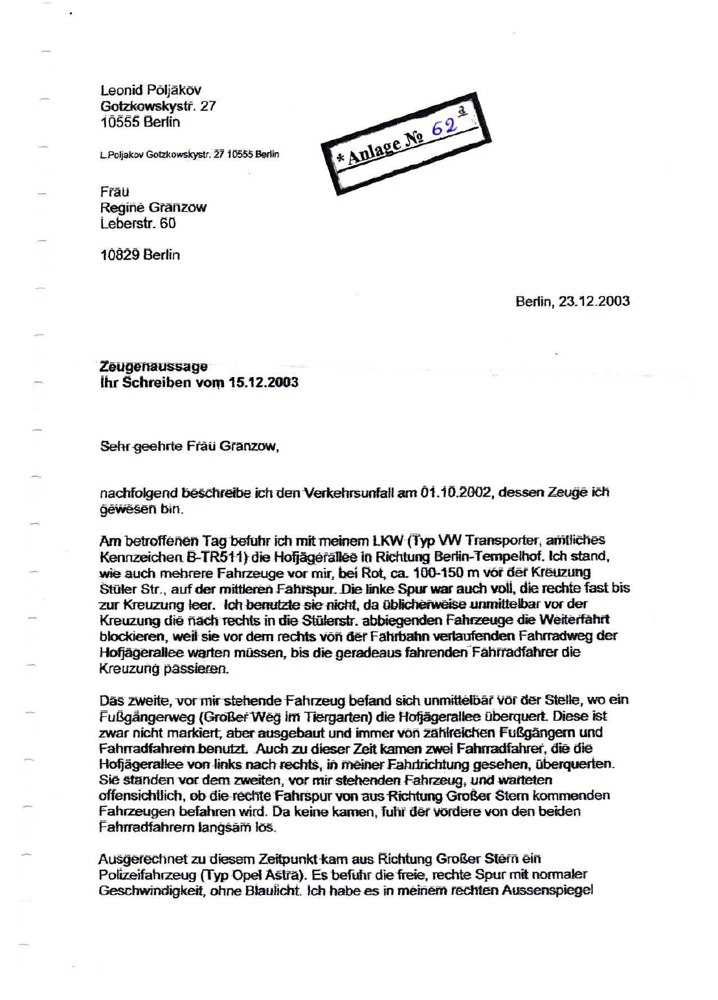 Leonid Poljakov
Gotzkowskystr. 27
10555 Berlin
* Anlage № 62 a
L.Poljakov Gotzkowskystr. 27 10555 Berlin
Frau
Regine Granzow
Leberstr. 60
10829 Berlin
Berlin, 23.12.2003
Zeugenaussage
Ihr Schreiben vom 15.12.2003
Sehr geehrte Frau Granzow,
nachfolgend beschreibe ich den Verkehrsunfall am 01.10.2002, dessen Zeuge ich
gewesen bin.
Am betroffenen Tag befuhr ich mit meinem LKW (Typ VW Transporter, amtliches
Kennzeichen B-TR511) die Hofjägerallee in Richtung Berlin-Tempelhof. Ich stand,
wie auch mehrere Fahrzeuge vor mir, bei Rot, ca. 100-150 m vor der Kreuzung
Stüler Str., auf der mittleren Fahrspur. Die linke Spur war auch voll, die rechte fast bis
zur Kreuzung leer. Ich benutzte sie nicht, da üblicherweise unmittelbar vor der
Kreuzung die nach rechts in die Stülerstr. abbiegenden Fahrzeuge die Weiterfahrt
blockieren, weil sie vor dem rechts von der Fahrbahn verlaufenden Fahrradweg der
Hofjägerallee warten müssen, bis die geradeaus fahrenden Fahrradfahrer die
Kreuzung passieren.
Das zweite, vor mir stehende Fahrzeug befand sich unmittelbar vor der Stelle, wo ein
Fußgängerweg (Großer Weg im Tiergarten) die Hofjägerallee überquert. Diese ist
zwar nicht markiert, aber ausgebaut und immer von zahlreichen Fußgängern und
Fahrradfahrern benutzt. Auch zu dieser Zeit kamen zwei Fahrradfahrer, die die
Hofjägerallee von links nach rechts, in meiner Fahrtrichtung gesehen, überquerten.
Sie standen vor dem zweiten, vor mir stehenden Fahrzeug, und warteten
offensichtlich, ob die rechte Fahrspur von aus Richtung Großer Stern kommenden
Fahrzeugen befahren wird. Da keine kamen, fuhr der vordere von den beiden
Fahrradfahrern langsam los.
Ausgerechnet zu diesem Zeitpunkt kam aus Richtung Großer Stern ein
Polizeifahrzeug (Typ Opel Astra). Es befuhr die freie, rechte Spur mit normaler
Geschwindigkeit, ohne Blaulicht. Ich habe es in meinem rechten Aussenspiegel